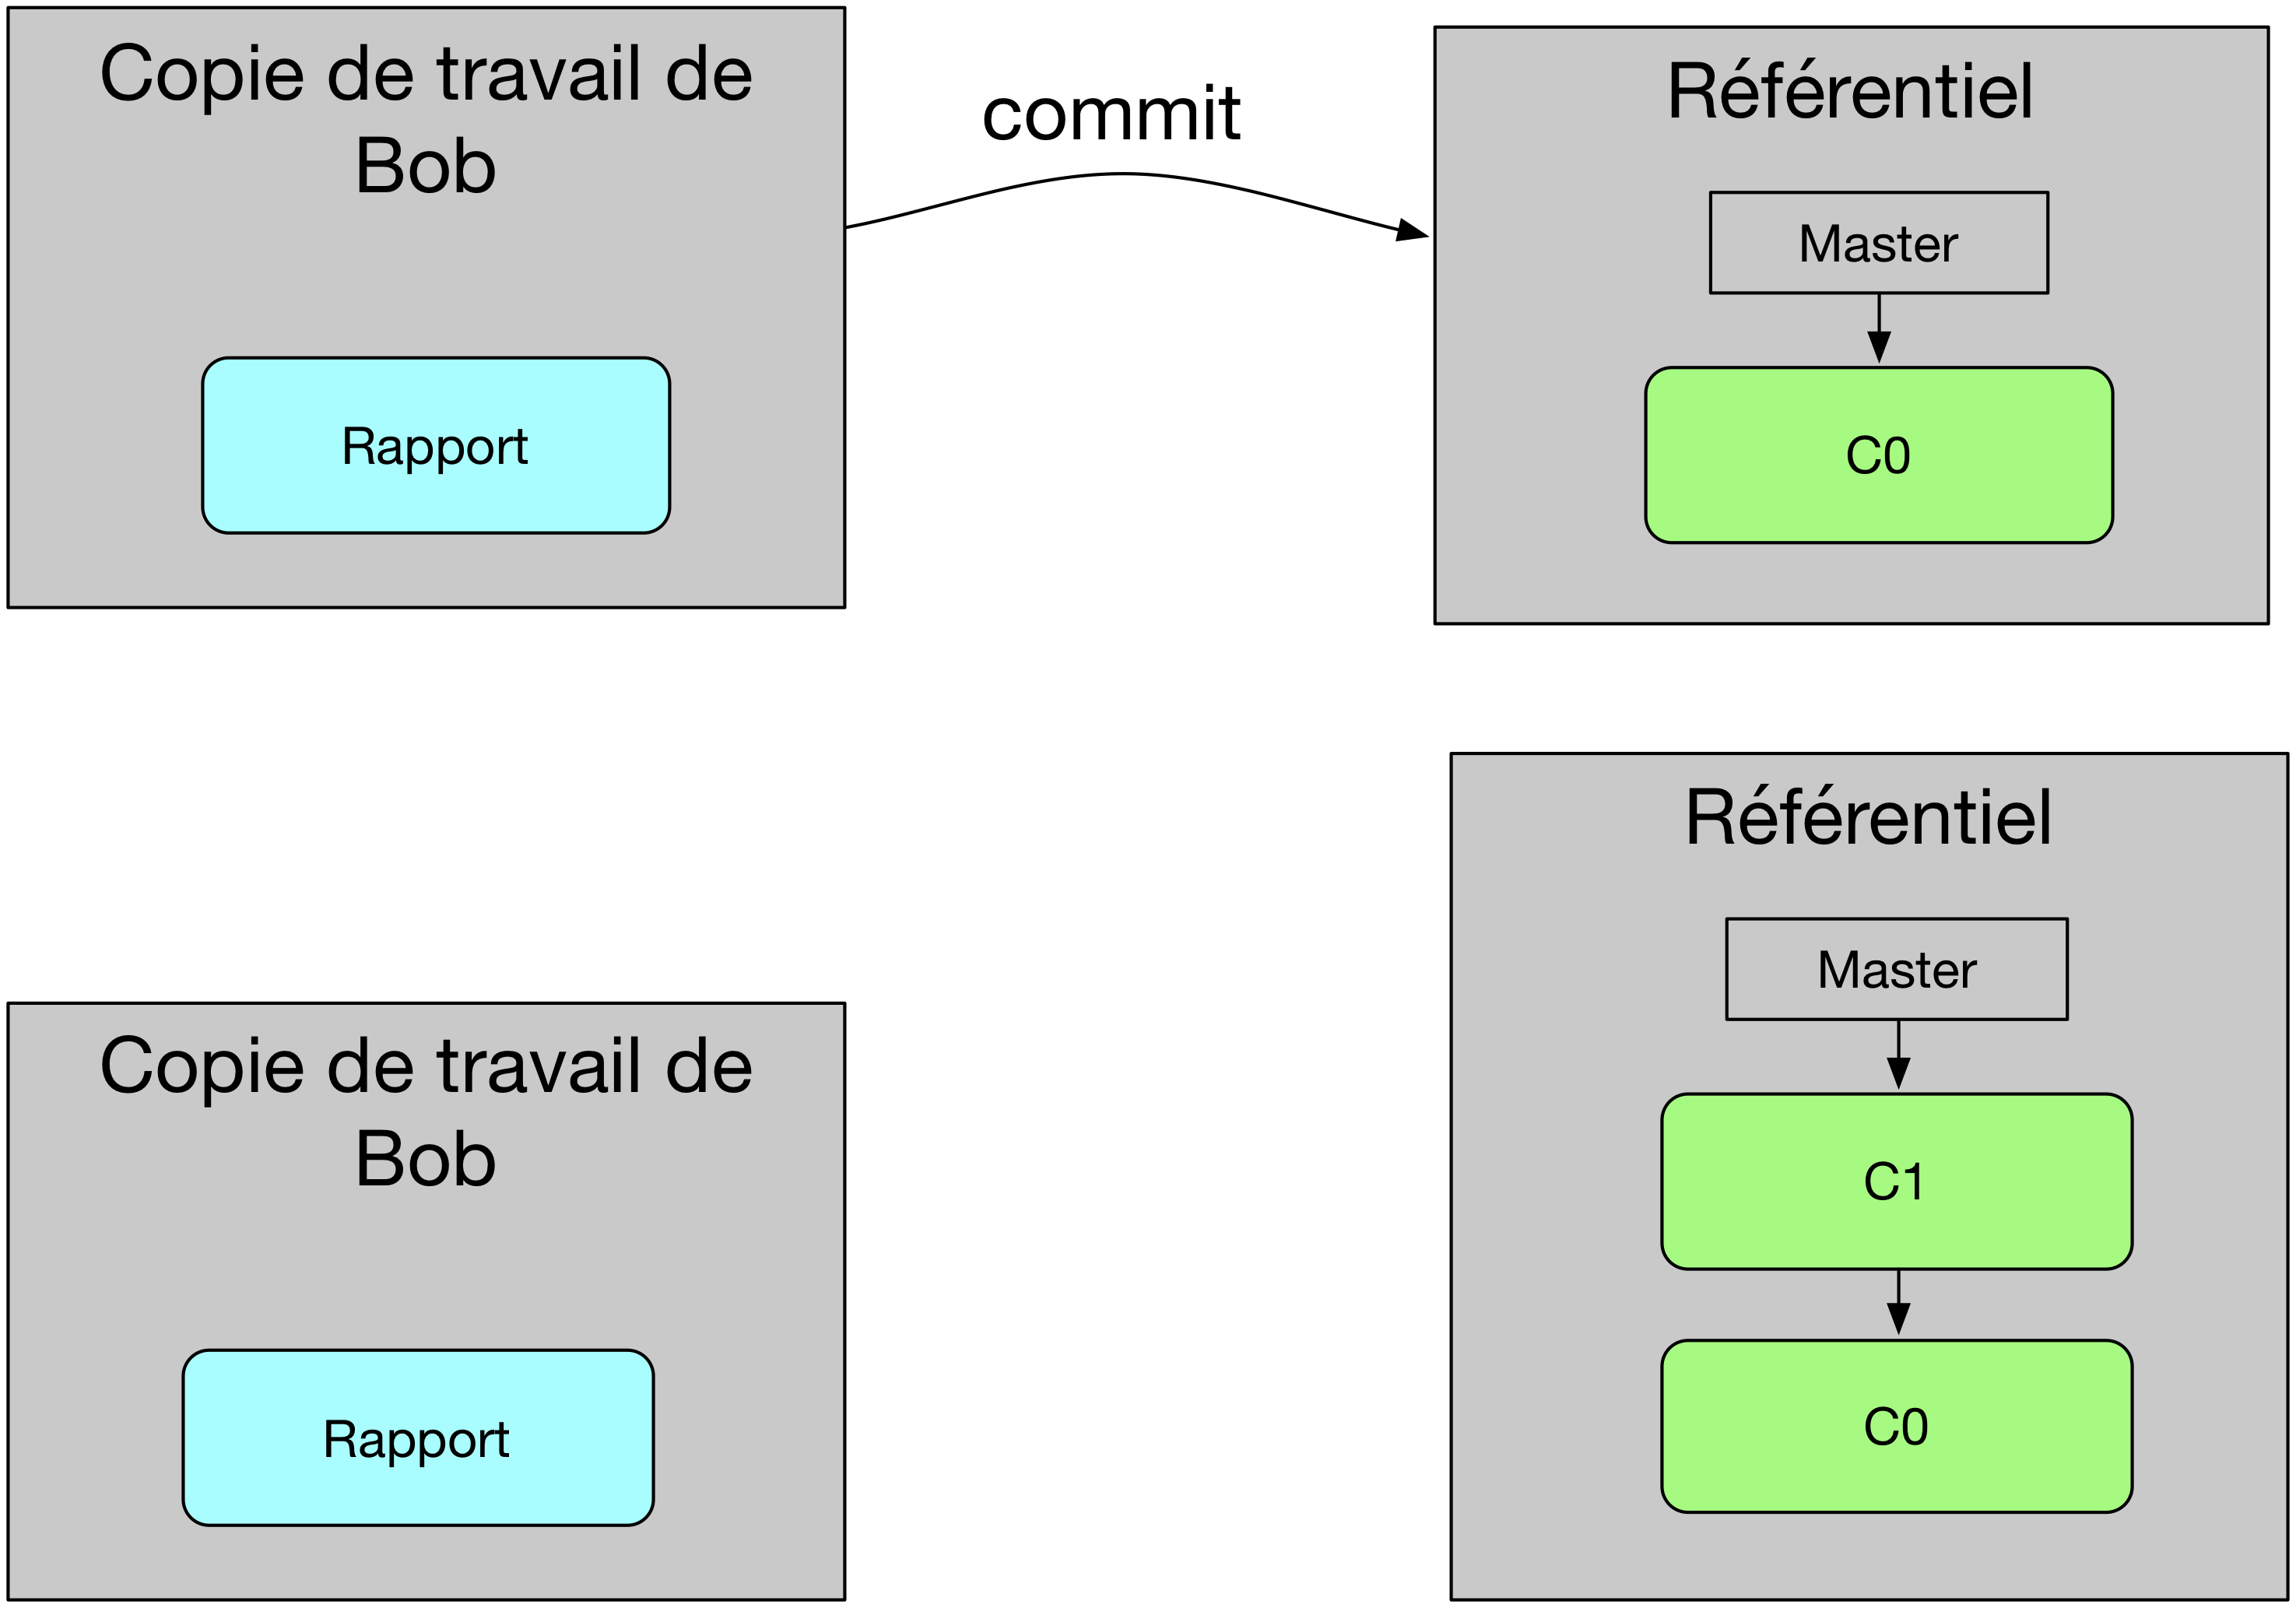 Copie de travail de
Bob
Rapport
commit
Référentiel
Master
C0
Copie de travail de
Bob
Rapport
Référentiel
Master
C1
C0